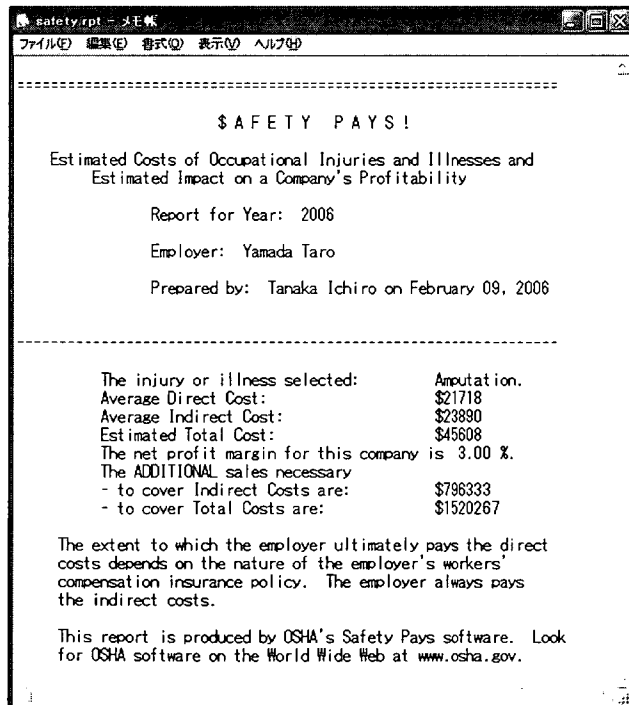 safety.rpt - メモ帳
ファイル(F) 編集(E) 書式(O) 表示(V) ヘルプ(H)
$AFETY PAYS!
Estimated Costs of Occupational Injuries and Illnesses and
Estimated Impact on a Company's Profitability
Report for Year: 2006
Employer: Yamada Taro
Prepared by: Tanaka Ichiro on February 09, 2006
The injury or illness selected: Amputation.
Average Direct Cost: $21718
Average Indirect Cost: $23890
Estimated Total Cost: $45608
The net profit margin for this company is 3.00 %.
The ADDITIONAL sales necessary
- to cover Indirect Costs are: $796333
- to cover Total Costs are: $1520267
The extent to which the employer ultimately pays the direct
costs depends on the nature of the employer's workers'
compensation insurance policy. The employer always pays
the indirect costs.
This report is produced by OSHA's Safety Pays software. Look
for OSHA software on the World Wide Web at www.osha.gov.